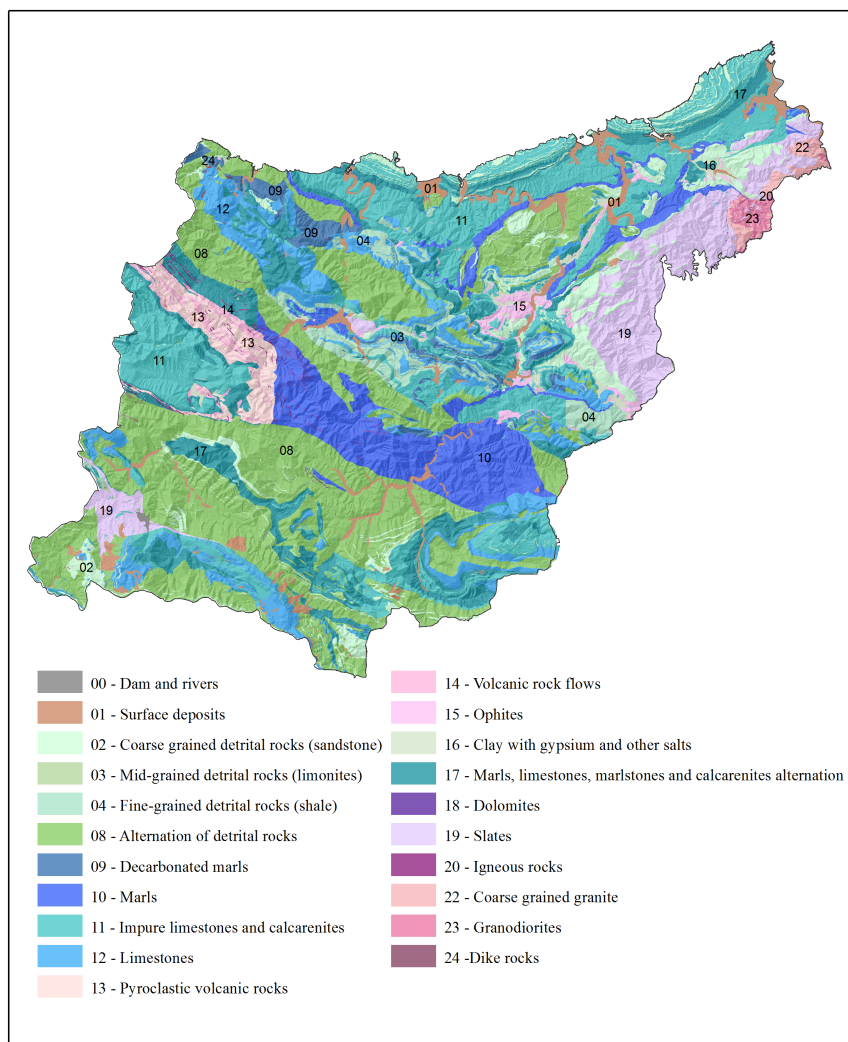 17
24
22
16
09
01
20
12
01
23
11
09
04
08
15
14
13
03
13
19
11
04
17
08
10
19
02
00 - Dam and rivers
01 - Surface deposits
02 - Coarse grained detrital rocks (sandstone)
03 - Mid-grained detrital rocks (limonites)
04 - Fine-grained detrital rocks (shale)
08 - Alternation of detrital rocks
09 - Decarbonated marls
10 - Marls
11 - Impure limestones and calcarenites
12 - Limestones
13 - Pyroclastic volcanic rocks
14 - Volcanic rock flows
15 - Ophites
16 - Clay with gypsium and other salts
17 - Marls, limestones, marlstones and calcarenites alternation
18 - Dolomites
19 - Slates
20 - Igneous rocks
22 - Coarse grained granite
23 - Granodiorites
24 -Dike rocks